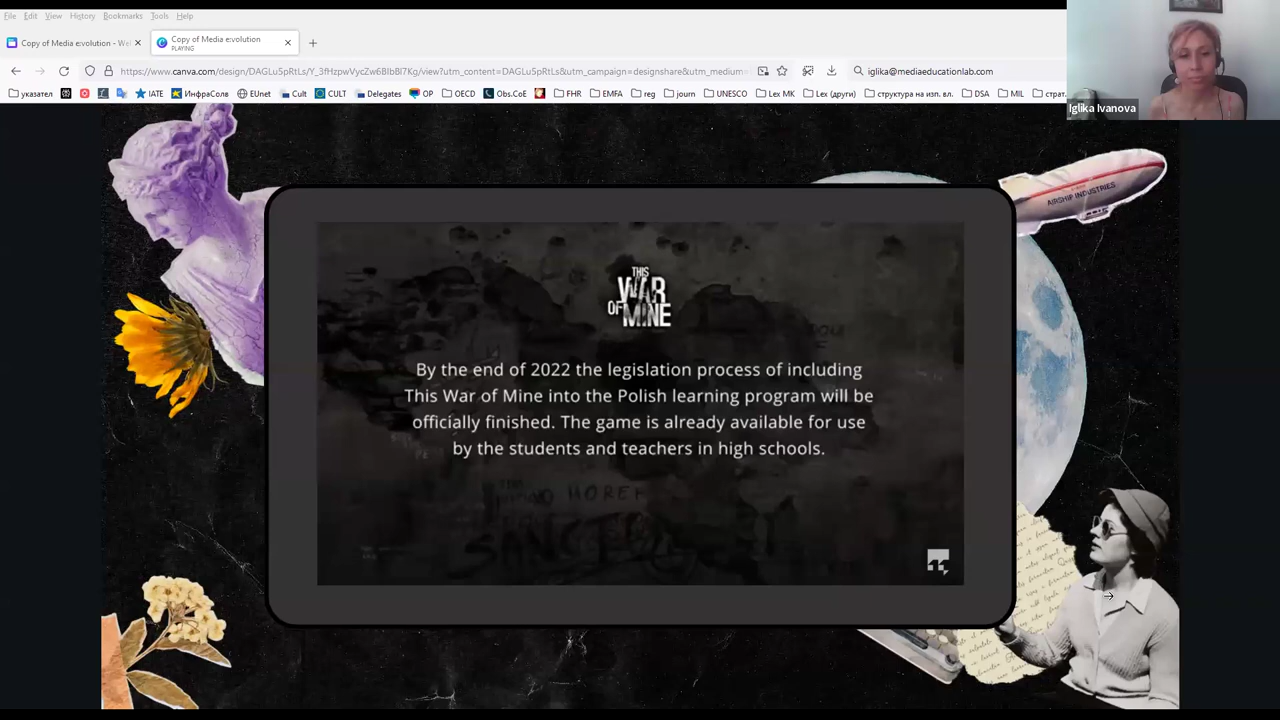 File Edit View History Bookmarks Tools Help
Copy of Media e:volution - We
Copy of Media e:volution
PLAYING
https://www.canva.com/design/DAGLu5pRtLs/Y_3fHzpwVycZw6BIbBl7Kg/view?utm_content=DAGLu5pRtLs&utm_campaign=designshare&utm_medium=
iglika@mediaeducationlab.com
указател IATE ИнфраСолв EUnet Cult CULT Delegates OP OECD Obs.CoE FHR EMFA reg journ UNESCO Lex MK Lex (други) структура на изп. вл. DSA MIL страт.
Iglika Ivanova
AIRSHIP INDUSTRIES
THIS
WAR
OF MINE
By the end of 2022 the legislation process of including
This War of Mine into the Polish learning program will be
officially finished. The game is already available for use
by the students and teachers in high schools.